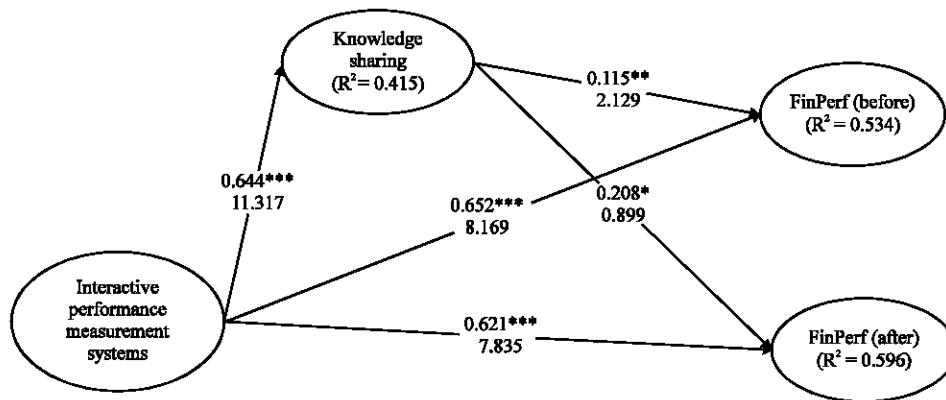 Knowledge
sharing
(R² = 0.415)
0.115**
2.129
FinPerf (before)
(R² = 0.534)
0.644***
11.317
0.652***
8.169
0.208*
0.899
Interactive
performance
measurement
systems
0.621***
7.835
FinPerf (after)
(R² = 0.596)